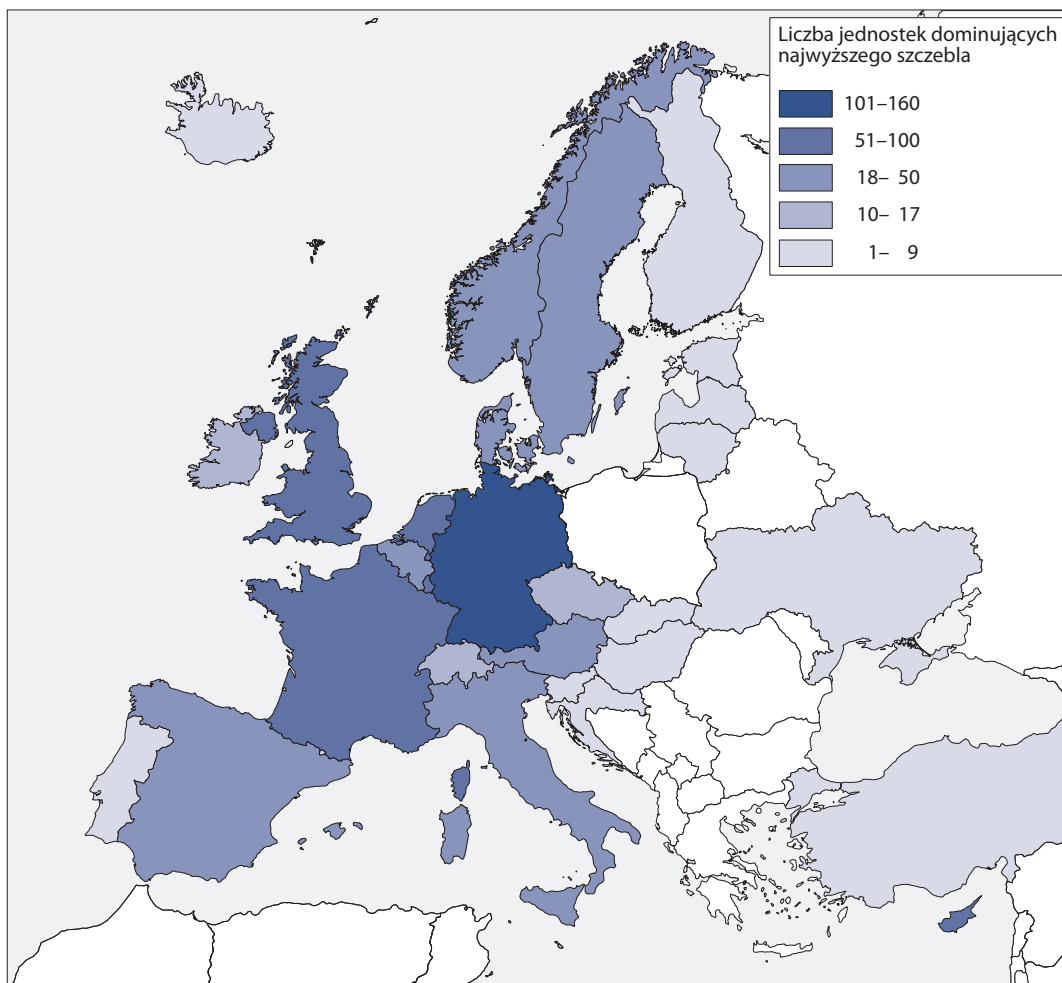 Liczba jednostek dominujących
najwyższego szczebla
101–160
51–100
18– 50
10– 17
1– 9